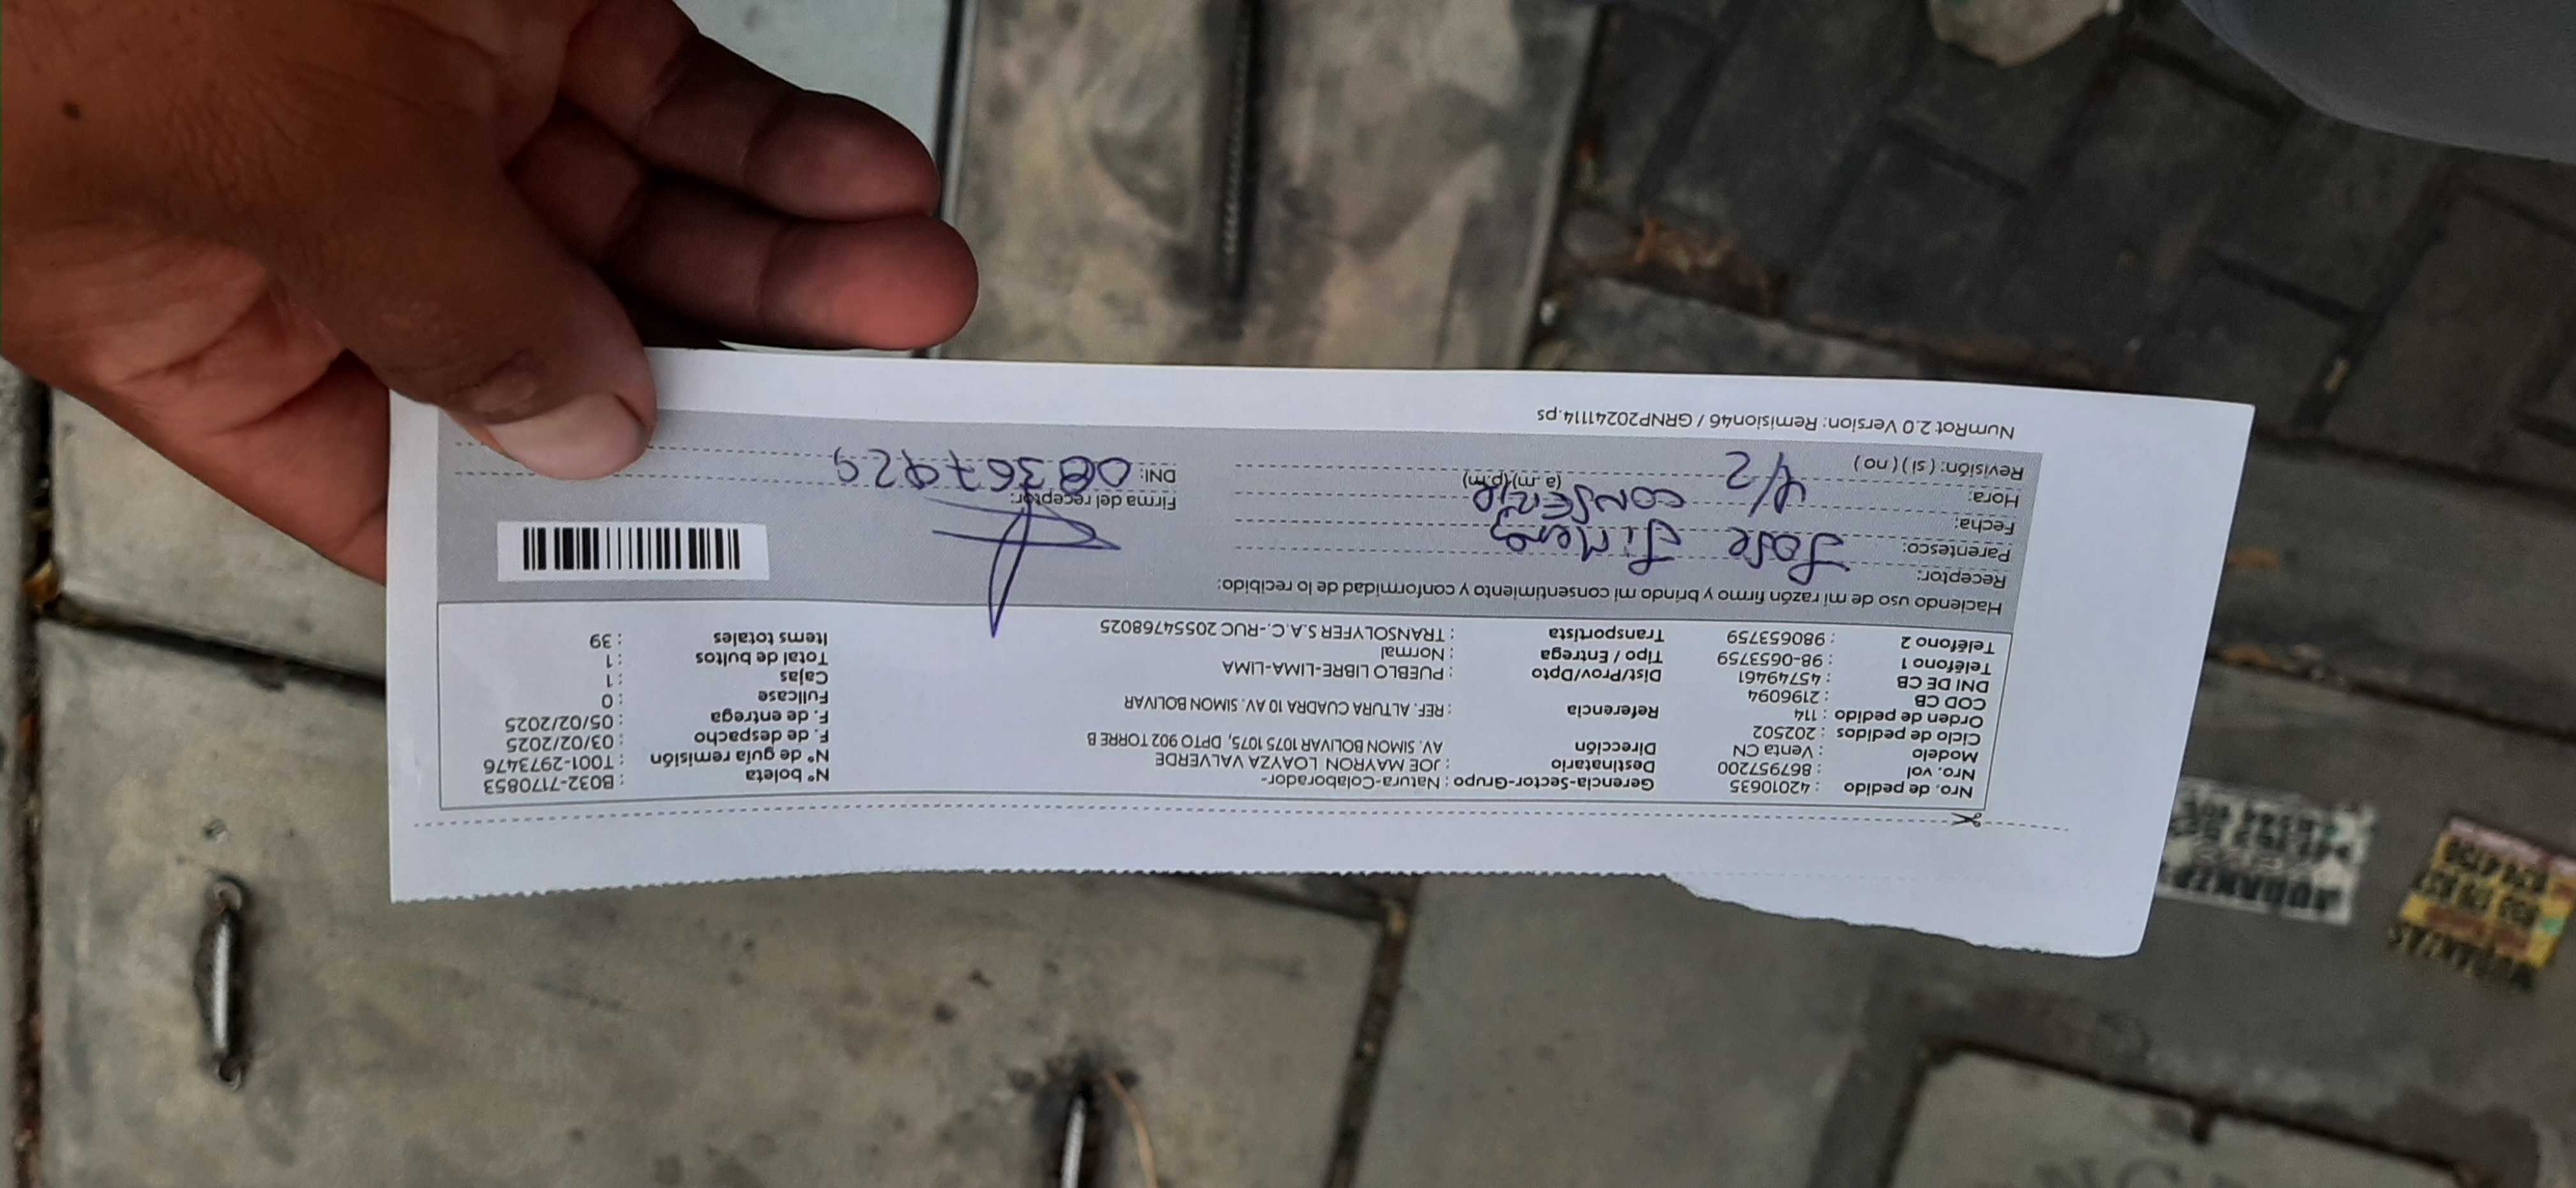 Nro. de pedido : 42010635 Gerencia-Sector-Grupo : Natura-Colaborador- N° boleta : B032-7170853
Nro. vol : 867957200 Destinatario : JOE MAYRON LOAYZA VALVERDE N° de guía remisión : T001-2973476
Modelo : Venta CN Dirección AV. SIMON BOLIVAR 1075 1075, DPTO 902 TORRE B F. de despacho : 03/02/2025
Ciclo de pedidos : 202502 F. de entrega : 05/02/2025
Orden de pedido : 114 Referencia : REF. ALTURA CUADRA 10 AV. SIMON BOLIVAR Fullcase : 0
COD CB : 2196094 Cajas : 1
DNI DE CB : 45749461 Dist/Prov/Dpto : PUEBLO LIBRE-LIMA-LIMA Total de bultos : 1
Teléfono 1 : 98-0653759 Tipo / Entrega : Normal Items totales : 39
Teléfono 2 : 980653759 Transportista : TRANSOLYFER S.A.C.-RUC 20554768025
Haciendo uso de mi razón firmo y brindo mi consentimiento y conformidad de lo recibido:
Receptor: Jose
Parentesco:
Fecha: 4/2
Hora: (a.m) (p.m) Firma del receptor:
Revisión: ( si ) ( no ) DNI: 08367929
NumRot 2.0 Version: Remision46 / GRNP20241114.ps